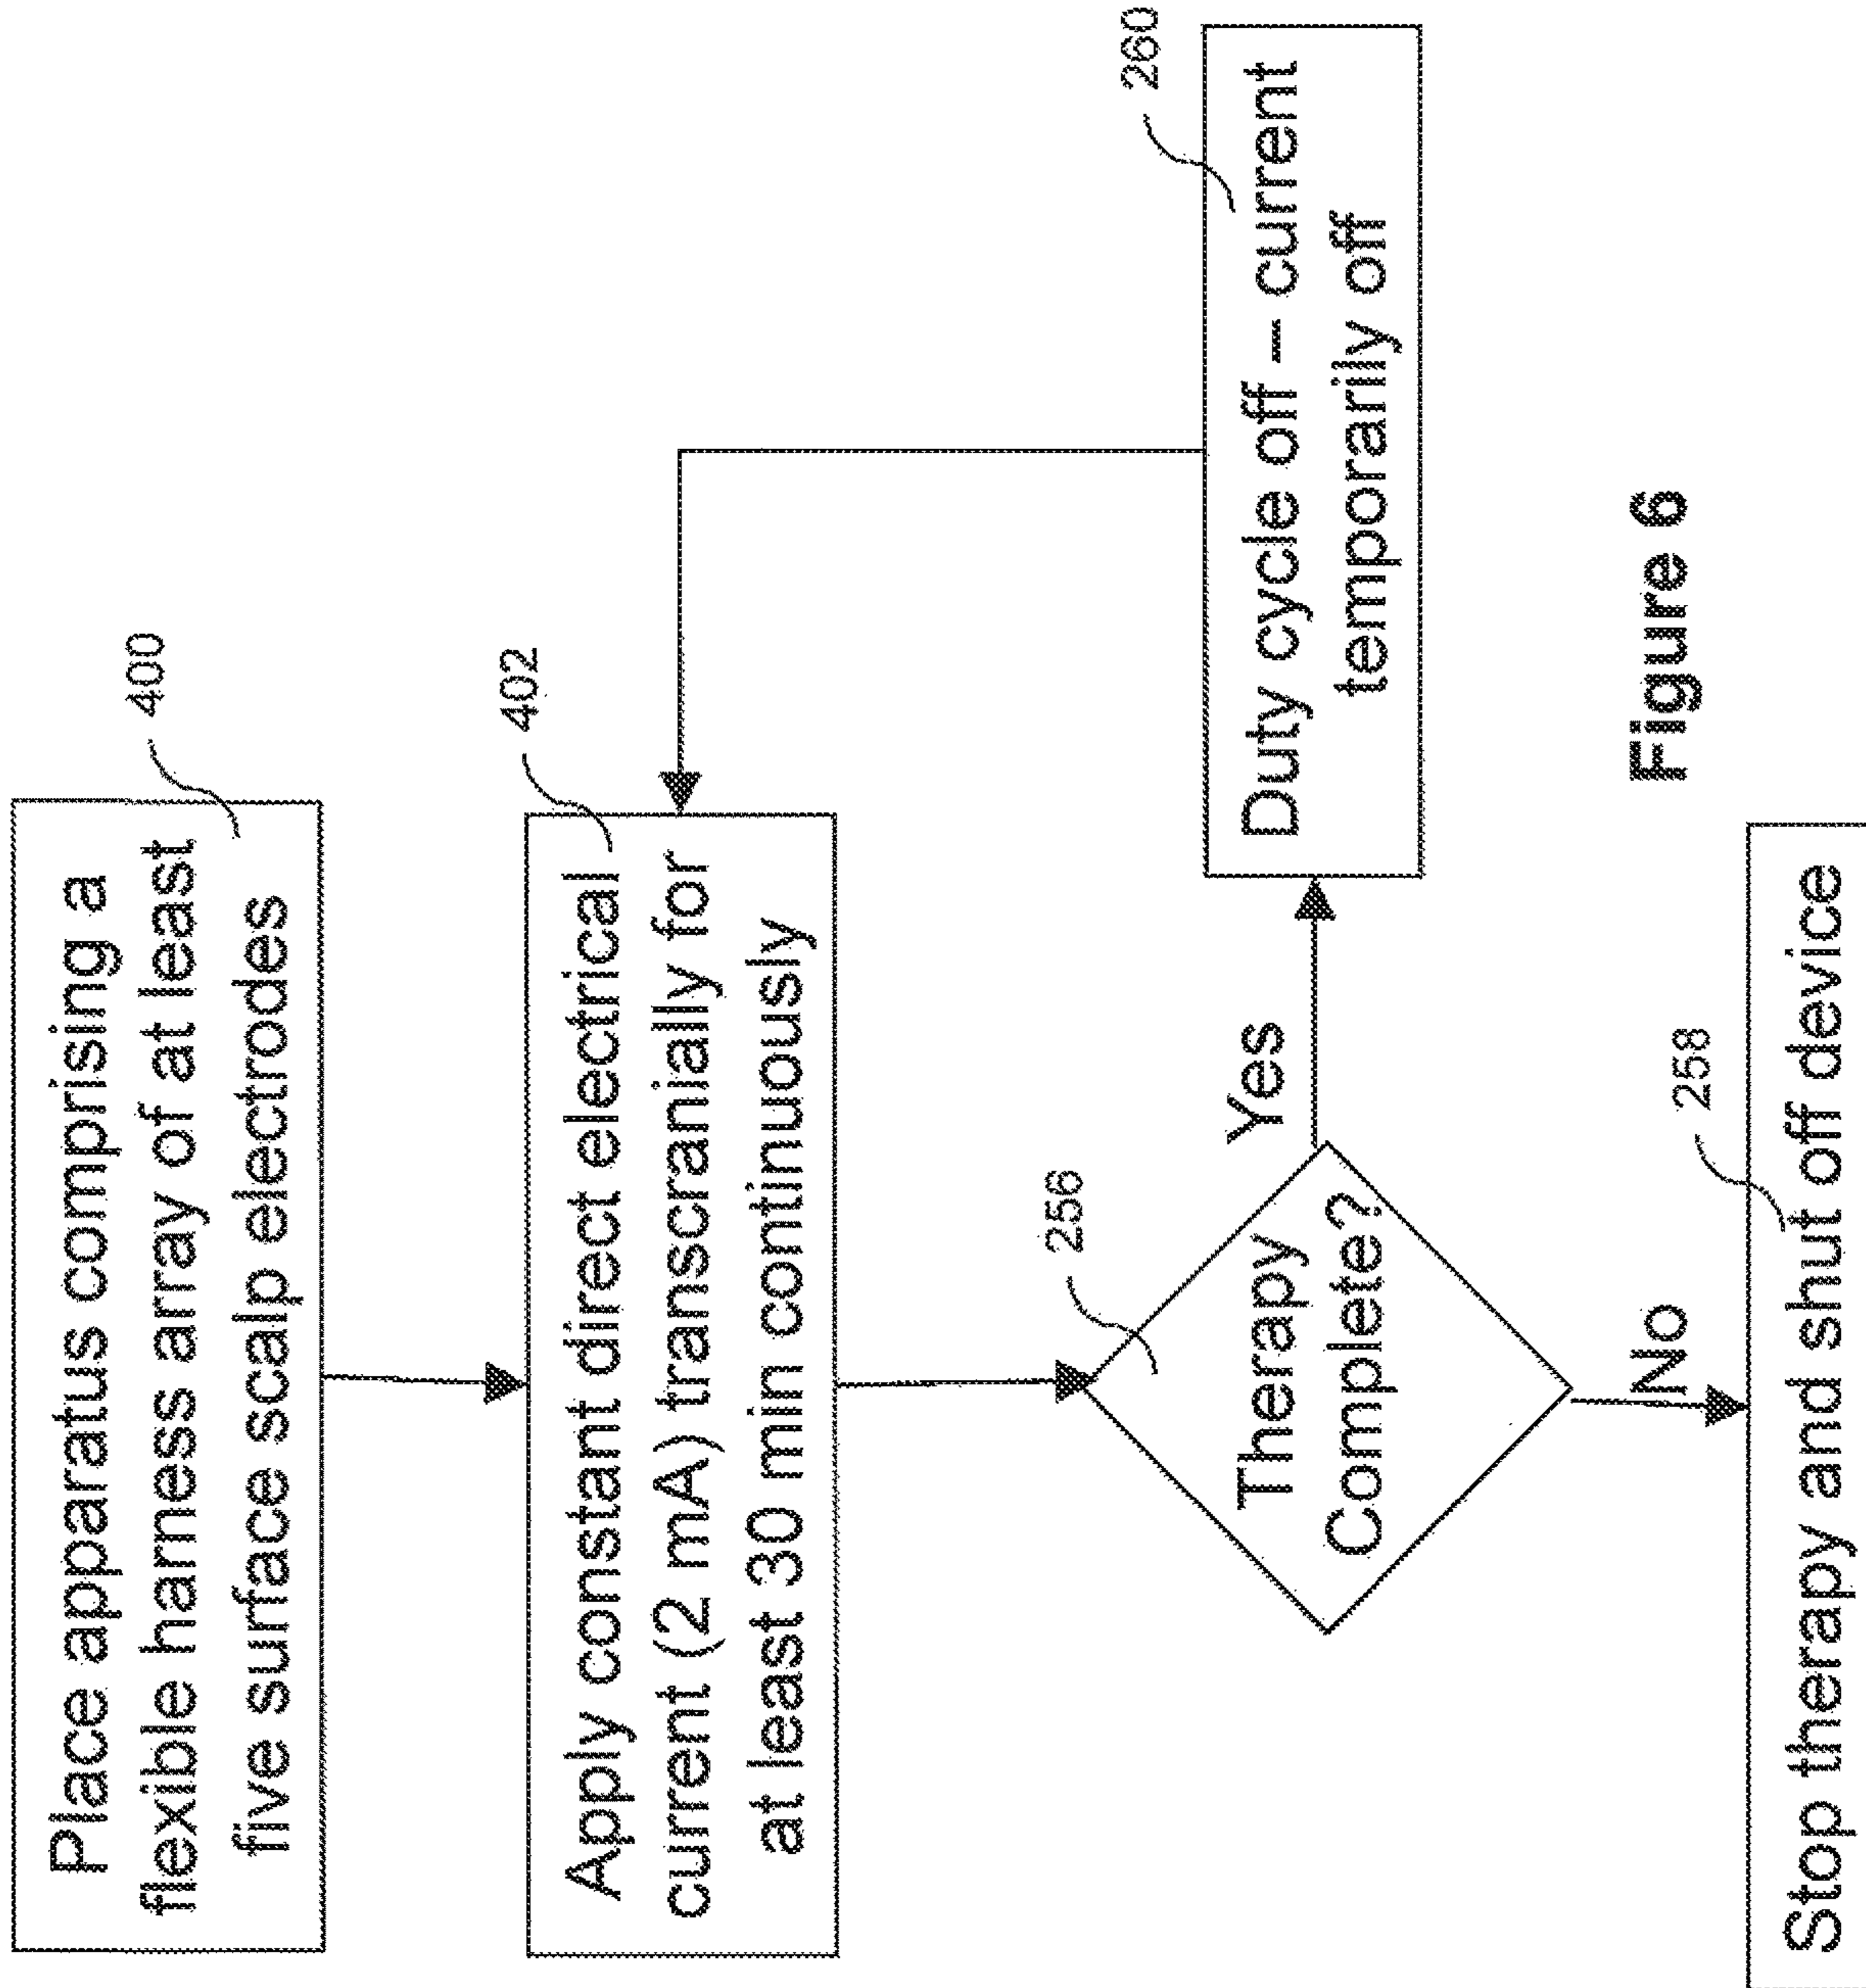 Place apparatus comprising a
flexible harness array of at least
five surface scalp electrodes
400
Apply constant direct electrical
current (2 mA) transcranially for
at least 30 min continuously
402
Therapy
Complete?
256
Yes
Duty cycle off – current
temporarily off
260
No
Stop therapy and shut off device
258
Figure 6